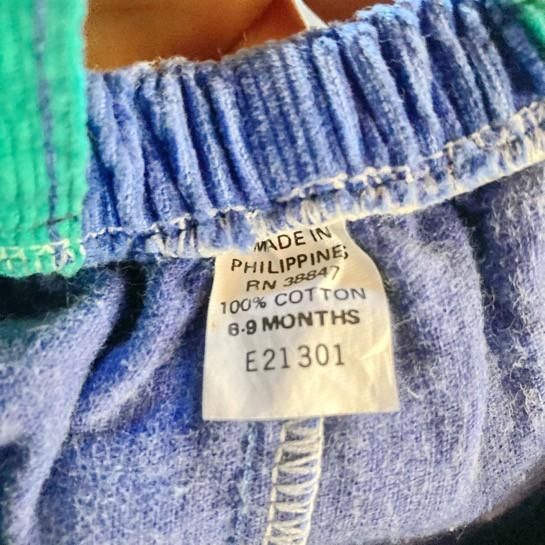 MADE IN
PHILIPPINES
RN 38847
100% COTTON
6-9 MONTHS
E21301